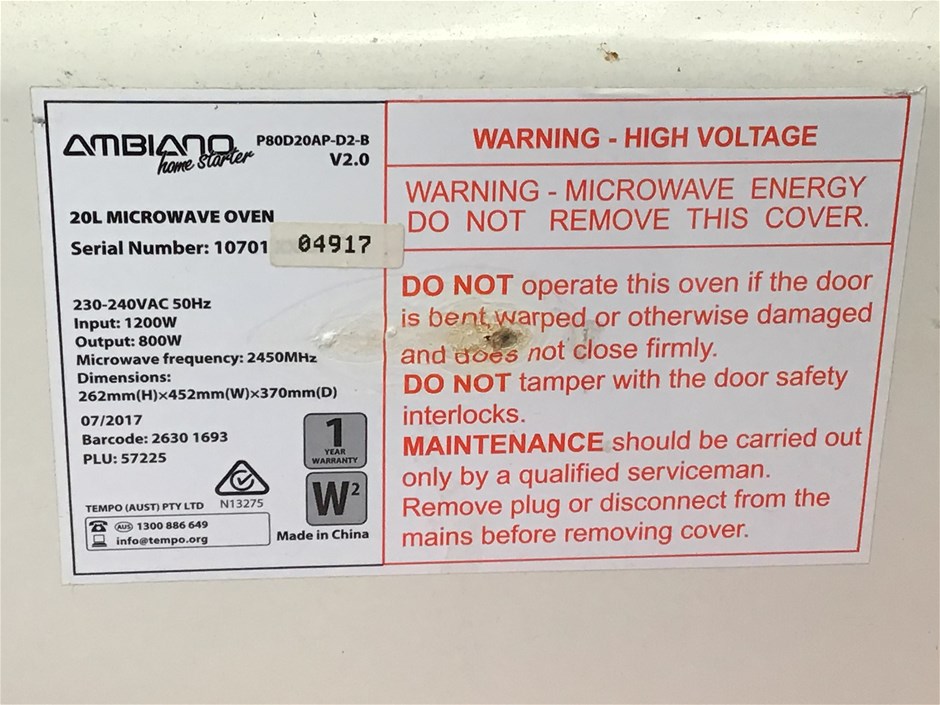 AMBIANO
home starter
P80D20AP-D2-B
V2.0
20L MICROWAVE OVEN
Serial Number: 10701 04917
230-240VAC 50Hz
Input: 1200W
Output: 800W
Microwave frequency: 2450MHz
Dimensions:
262mm(H)×452mm(W)×370mm(D)
07/2017
Barcode: 2630 1693
PLU: 57225
1
YEAR
WARRANTY
W²
N13275
TEMPO (AUST) PTY LTD
AUS 1300 886 649
info@tempo.org
Made in China
WARNING - HIGH VOLTAGE
WARNING - MICROWAVE ENERGY
DO NOT REMOVE THIS COVER.
DO NOT operate this oven if the door
is bent,warped or otherwise damaged
and does not close firmly.
DO NOT tamper with the door safety
interlocks.
MAINTENANCE should be carried out
only by a qualified serviceman.
Remove plug or disconnect from the
mains before removing cover.